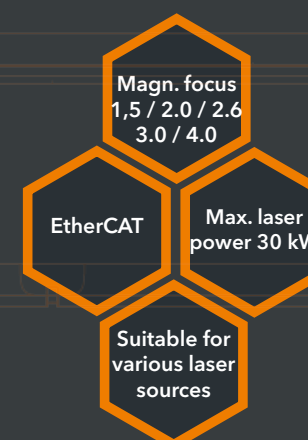 Magn. focus
1,5 / 2.0 / 2.6
3.0 / 4.0
EtherCAT
Max. laser
power 30 kW
Suitable for
various laser
sources